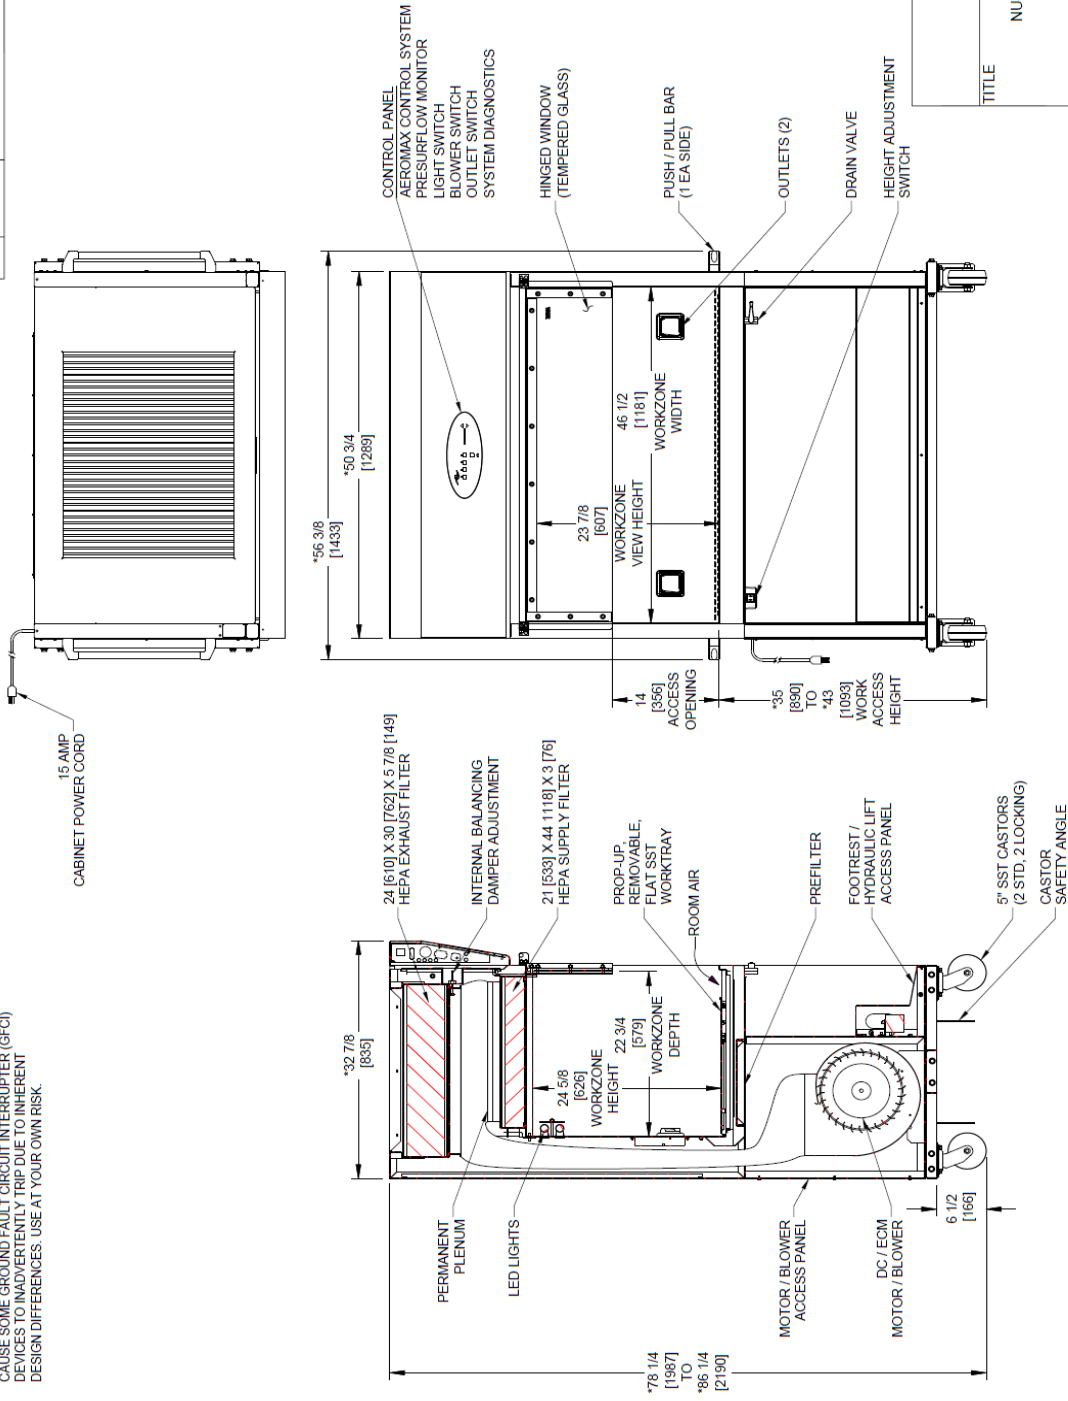 CAUSE SOME GROUND FAULT CIRCUIT INTERRUPTER (GFCI)
DEVICES TO INADVERTENTLY TRIP DUE TO INHERENT
DESIGN DIFFERENCES. USE AT YOUR OWN RISK.
15 AMP
CABINET POWER CORD
*32 7/8
[835]
24 [610] X 30 [762] X 5 7/8 [149]
HEPA EXHAUST FILTER
INTERNAL BALANCING
DAMPER ADJUSTMENT
21 [533] X 44 1118] X 3 [76]
HEPA SUPPLY FILTER
PROP-UP,
REMOVABLE,
FLAT SST
WORKTRAY
ROOM AIR
PREFILTER
FOOTREST /
HYDRAULIC LIFT
ACCESS PANEL
5" SST CASTORS
(2 STD, 2 LOCKING)
CASTOR
SAFETY ANGLE
24 5/8
[626]
WORKZONE
HEIGHT
22 3/4
[579]
WORKZONE
DEPTH
PERMANENT
PLENUM
LED LIGHTS
MOTOR / BLOWER
ACCESS PANEL
DC / ECM
MOTOR / BLOWER
6 1/2
[166]
*78 1/4
[1987]
TO
*86 1/4
[2190]
*56 3/8
[1433]
*50 3/4
[1289]
CONTROL PANEL
AEROMAX CONTROL SYSTEM
PRESURFLOW MONITOR
LIGHT SWITCH
BLOWER SWITCH
OUTLET SWITCH
SYSTEM DIAGNOSTICS
HINGED WINDOW
(TEMPERED GLASS)
PUSH / PULL BAR
(1 EA SIDE)
OUTLETS (2)
DRAIN VALVE
HEIGHT ADJUSTMENT
SWITCH
23 7/8
[607]
WORKZONE
VIEW HEIGHT
46 1/2
[1181]
WORKZONE
WIDTH
14
[356]
ACCESS
OPENING
*35
[890]
TO
*43
[1093]
WORK
ACCESS
HEIGHT
TITLE
NU